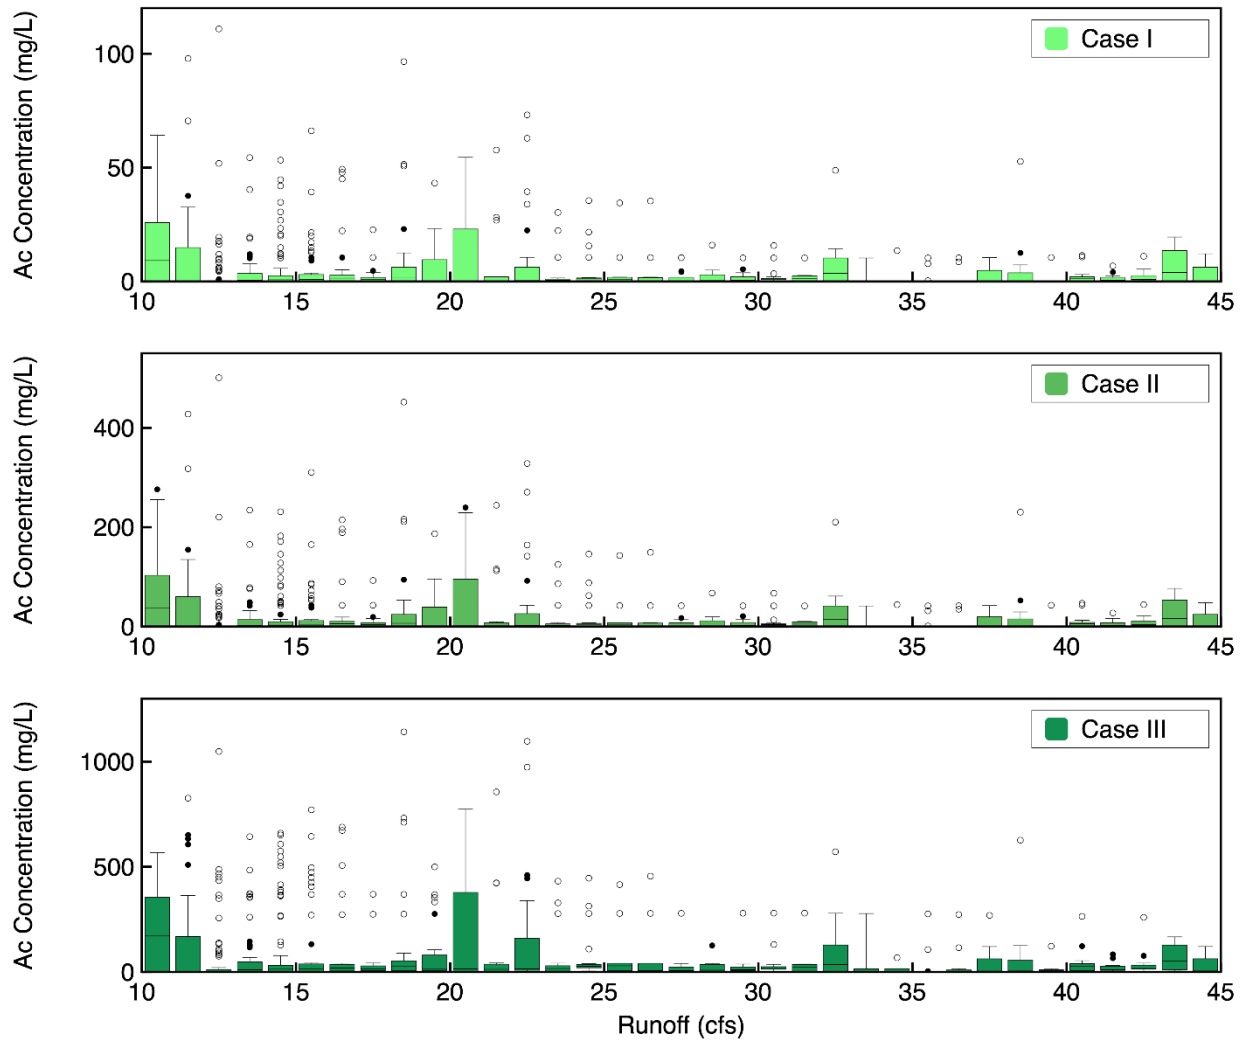 Ac Concentration (mg/L)
100
50
0
Case I
10 15 20 25 30 35 40 45
Ac Concentration (mg/L)
400
200
0
Case II
10 15 20 25 30 35 40 45
Ac Concentration (mg/L)
1000
500
0
Case III
10 15 20 25 30 35 40 45
Runoff (cfs)